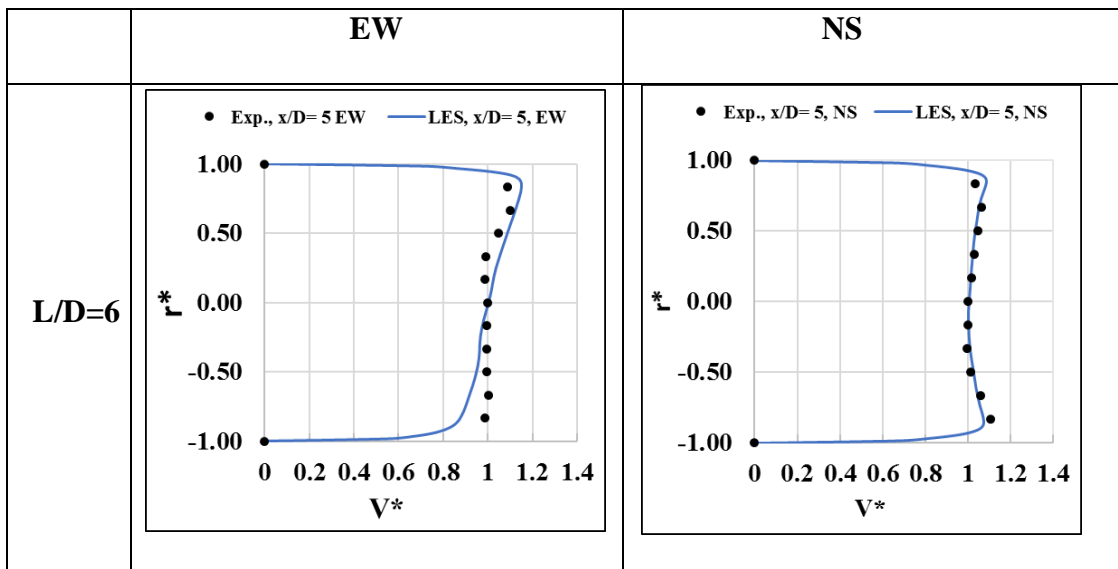 EW
NS
L/D=6
Exp., x/D= 5 EW
LES, x/D= 5, EW
1.00
0.50
0.00
-0.50
-1.00
r*
0 0.2 0.4 0.6 0.8 1 1.2 1.4
V*
Exp., x/D= 5, NS
LES, x/D= 5, NS
1.00
0.50
0.00
-0.50
-1.00
r*
0 0.2 0.4 0.6 0.8 1 1.2 1.4
V*